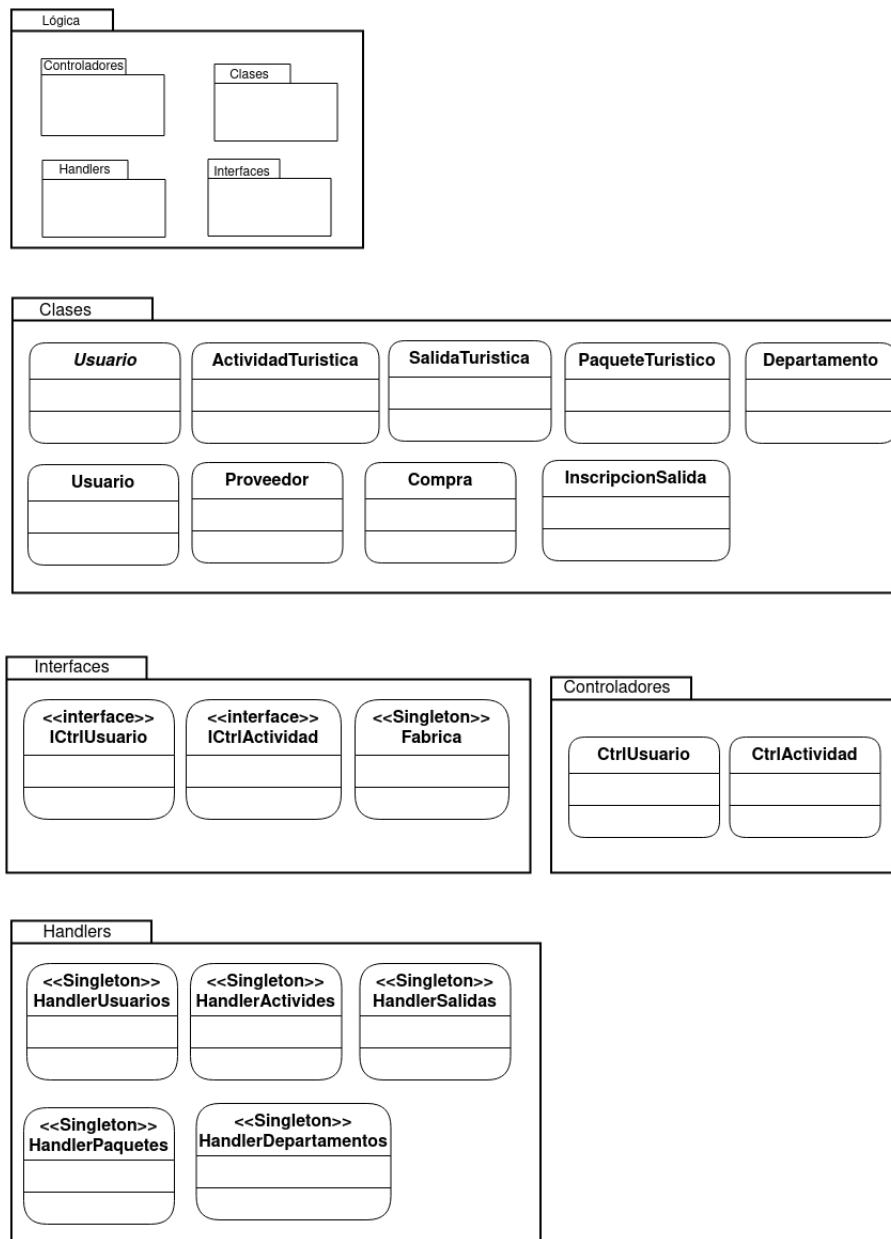 Lógica
Controladores
Clases
Handlers
Interfaces
Clases
Usuario
ActividadTuristica
SalidaTuristica
PaqueteTuristico
Departamento
Usuario
Proveedor
Compra
InscripcionSalida
Interfaces
<<interface>>
ICtrlUsuario
<<interface>>
ICtrlActividad
<<Singleton>>
Fabrica
Controladores
CtrlUsuario
CtrlActividad
Handlers
<<Singleton>>
HandlerUsuarios
<<Singleton>>
HandlerActivides
<<Singleton>>
HandlerSalidas
<<Singleton>>
HandlerPaquetes
<<Singleton>>
HandlerDepartamentos